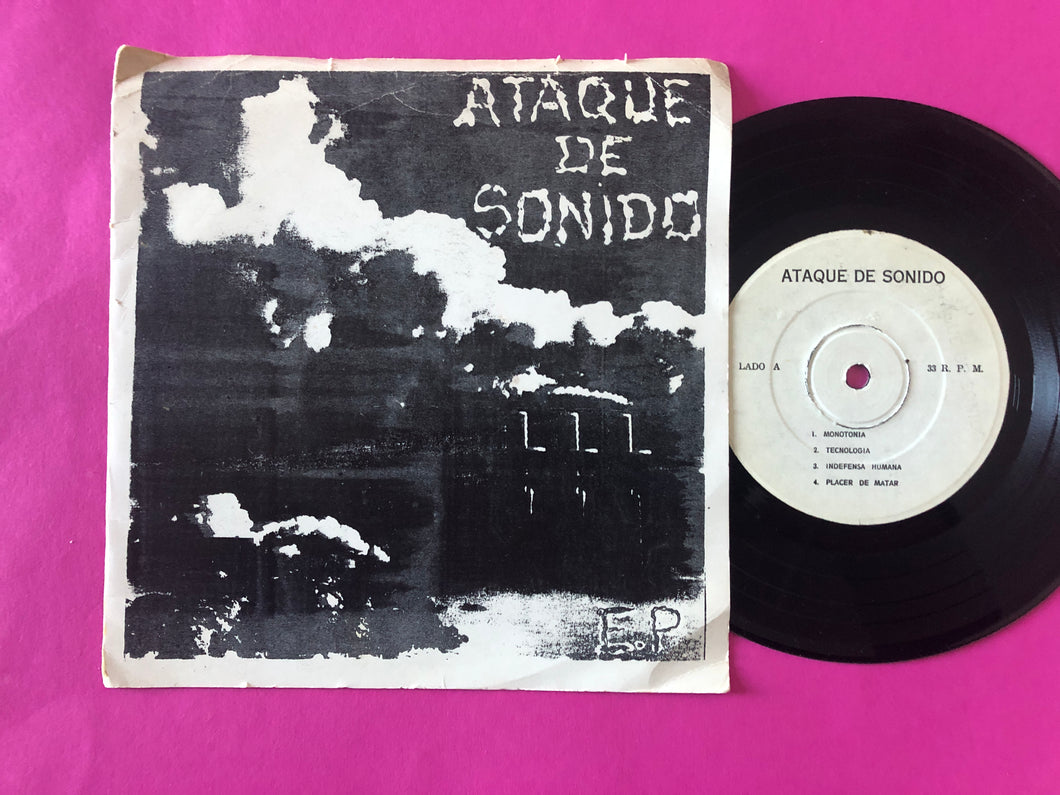 ATAQUE
DE
SONIDO
E.P
ATAQUE DE SONIDO
LADO A
33 R. P. M.
1. MONOTONIA
2. TECNOLOGIA
3. INDEFENSA HUMANA
4. PLACER DE MATAR